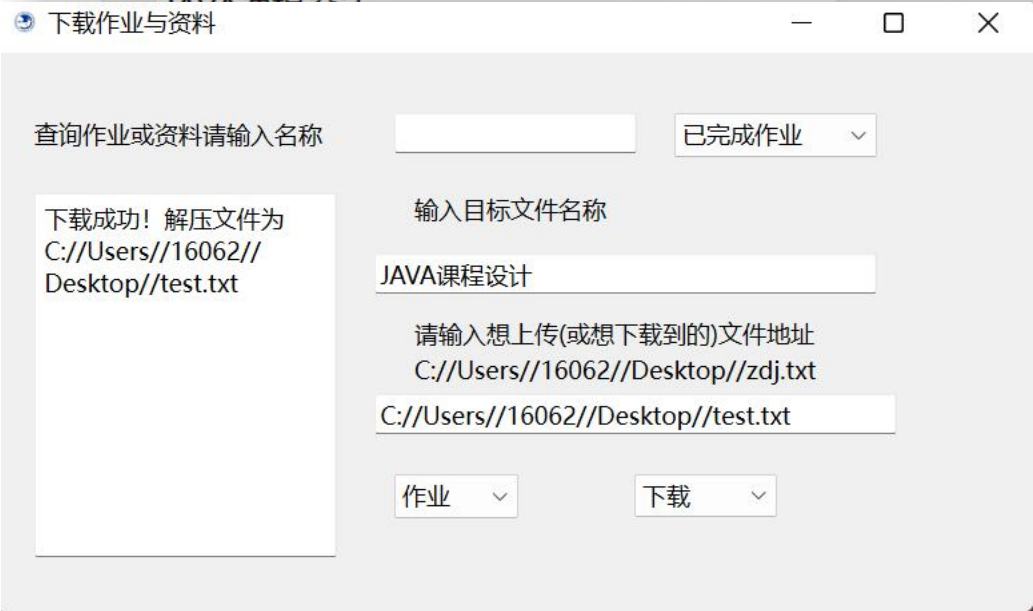 下载作业与资料
查询作业或资料请输入名称
已完成作业
下载成功！解压文件为
C://Users//16062//
Desktop//test.txt
输入目标文件名称
JAVA课程设计
请输入想上传(或想下载到的)文件地址
C://Users//16062//Desktop//zdj.txt
C://Users//16062//Desktop//test.txt
作业
下载